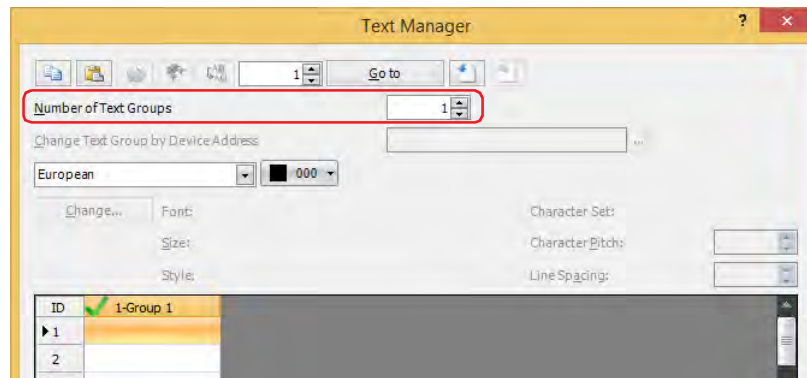 Text Manager ?
1 Go to
Number of Text Groups 1
Change Text Group by Device Address ...
European 000
Change... Font: Character Set:
Size: Character Pitch:
Style: Line Spacing:
ID 1-Group 1
1
2